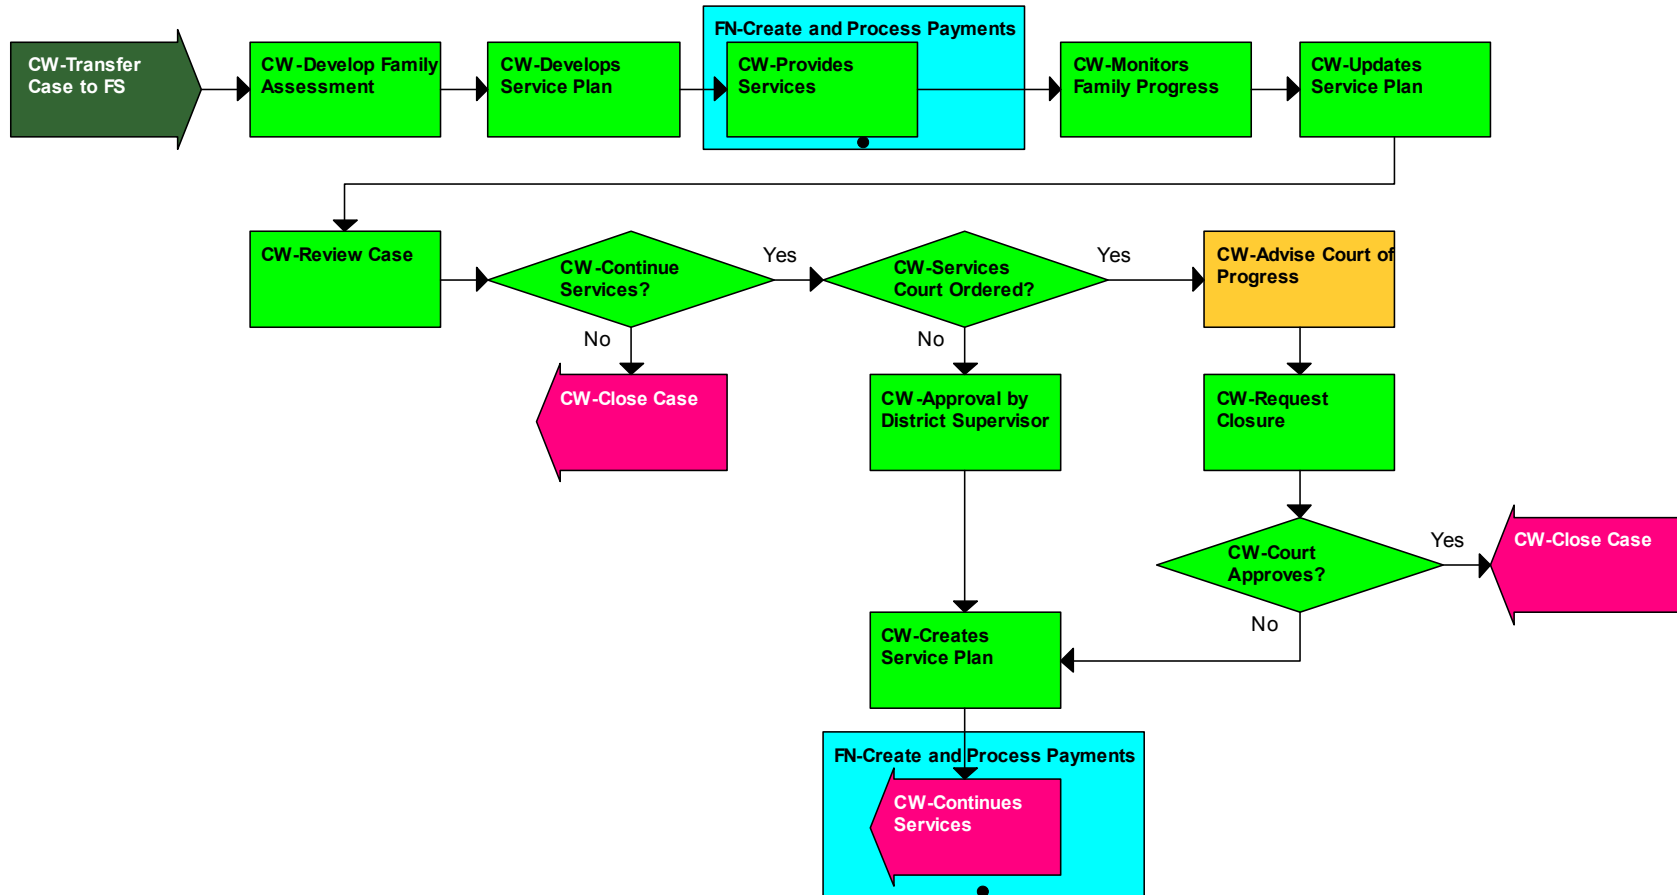 FN-Create and Process Payments
CW-Transfer
Case to FS
CW-Develop Family
Assessment
CW-Develops
Service Plan
CW-Provides
Services
CW-Monitors
Family Progress
CW-Updates
Service Plan
CW-Review Case
CW-Continue
Services?
Yes
No
CW-Services
Court Ordered?
Yes
No
CW-Advise Court of
Progress
CW-Close Case
CW-Approval by
District Supervisor
CW-Request
Closure
CW-Court
Approves?
Yes
No
CW-Close Case
CW-Creates
Service Plan
FN-Create and Process Payments
CW-Continues
Services